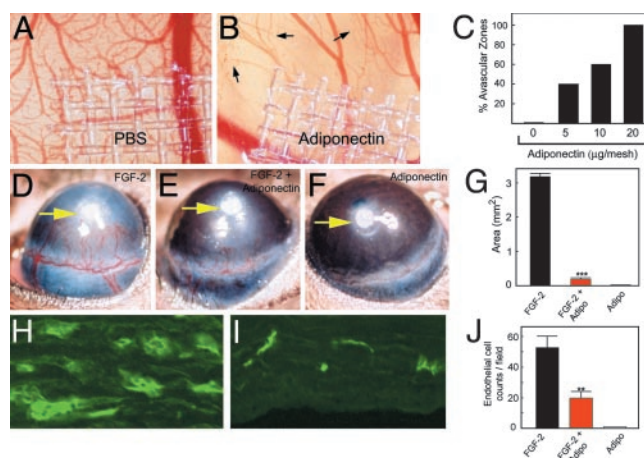 A
PBS
B
Adiponectin
C
% Avascular Zones
100
80
60
40
20
0
0 5 10 20
Adiponectin (µg/mesh)
D
FGF-2
E
FGF-2 +
Adiponectin
F
Adiponectin
G
Area (mm²)
3
2
1
0
***
FGF-2
FGF-2 +
Adipo
Adipo
H
I
J
Endothelial cell
counts / field
60
40
20
0
**
FGF-2
FGF-2 +
Adipo
Adipo